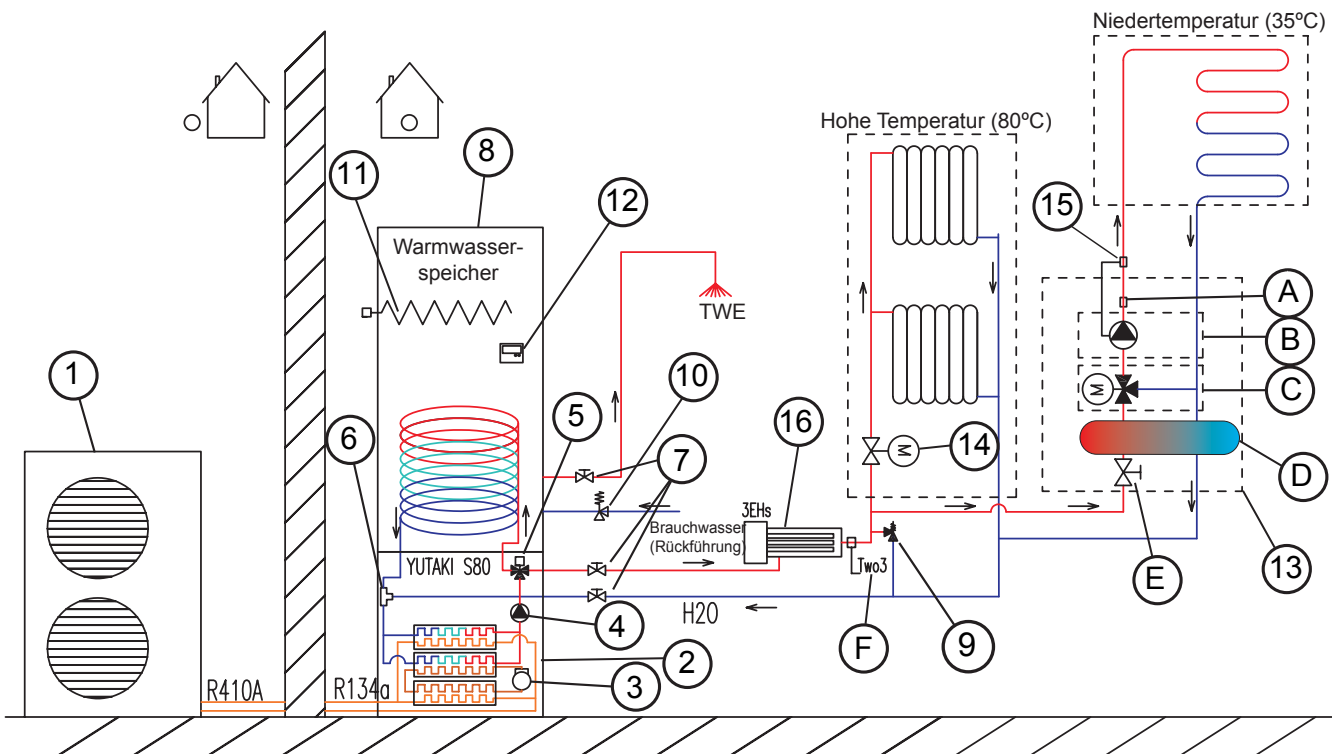 Niedertemperatur (35ºC)
Hohe Temperatur (80ºC)
8
11
12
15
Warmwasser-
speicher
TWE
A
B
C
1
10
5
16
6
7
14
D
3EHs
Brauchwasser
(Rückführung)
YUTAKI S80
Two3
E
13
H2O
4
F
9
2
3
R410A
R134a
M
M